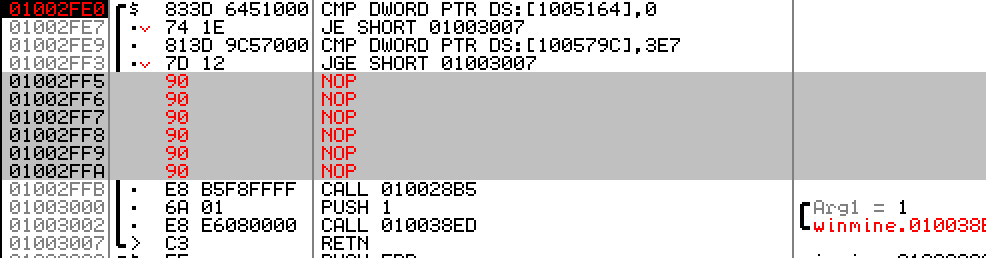 01002FE0 $ 833D 6451000 CMP DWORD PTR DS:[1005164],0
01002FE7 .v 74 1E JE SHORT 01003007
01002FE9 . 813D 9C57000 CMP DWORD PTR DS:[100579C],3E7
01002FF3 .v 7D 12 JGE SHORT 01003007
01002FF5 90 NOP
01002FF6 90 NOP
01002FF7 90 NOP
01002FF8 90 NOP
01002FF9 90 NOP
01002FFA 90 NOP
01002FFB . E8 B5F8FFFF CALL 010028B5
01003000 . 6A 01 PUSH 1 Arg1 = 1
01003002 . E8 E6080000 CALL 010038ED winmine.010038E
01003007 > C3 RETN